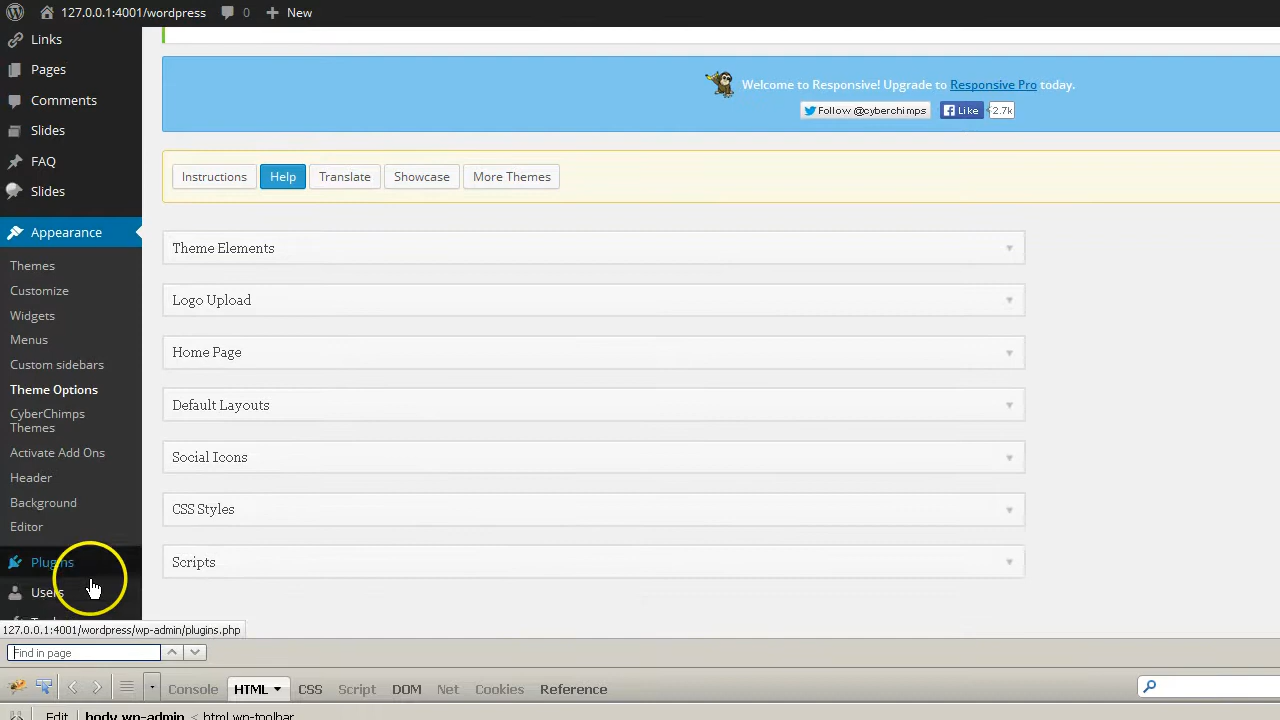 127.0.0.1:4001/wordpress 0 New
Links
Pages
Comments
Slides
FAQ
Slides
Appearance
Themes
Customize
Widgets
Menus
Custom sidebars
Theme Options
CyberChimps
Themes
Activate Add Ons
Header
Background
Editor
Plugins
Users
Welcome to Responsive! Upgrade to Responsive Pro today.
Follow @cyberchimps Like 2.7k
Instructions Help Translate Showcase More Themes
Theme Elements
Logo Upload
Home Page
Default Layouts
Social Icons
CSS Styles
Scripts
127.0.0.1:4001/wordpress/wp-admin/plugins.php
Find in page
Console HTML CSS Script DOM Net Cookies Reference
Edit body.wp-admin < html.wp-toolbar